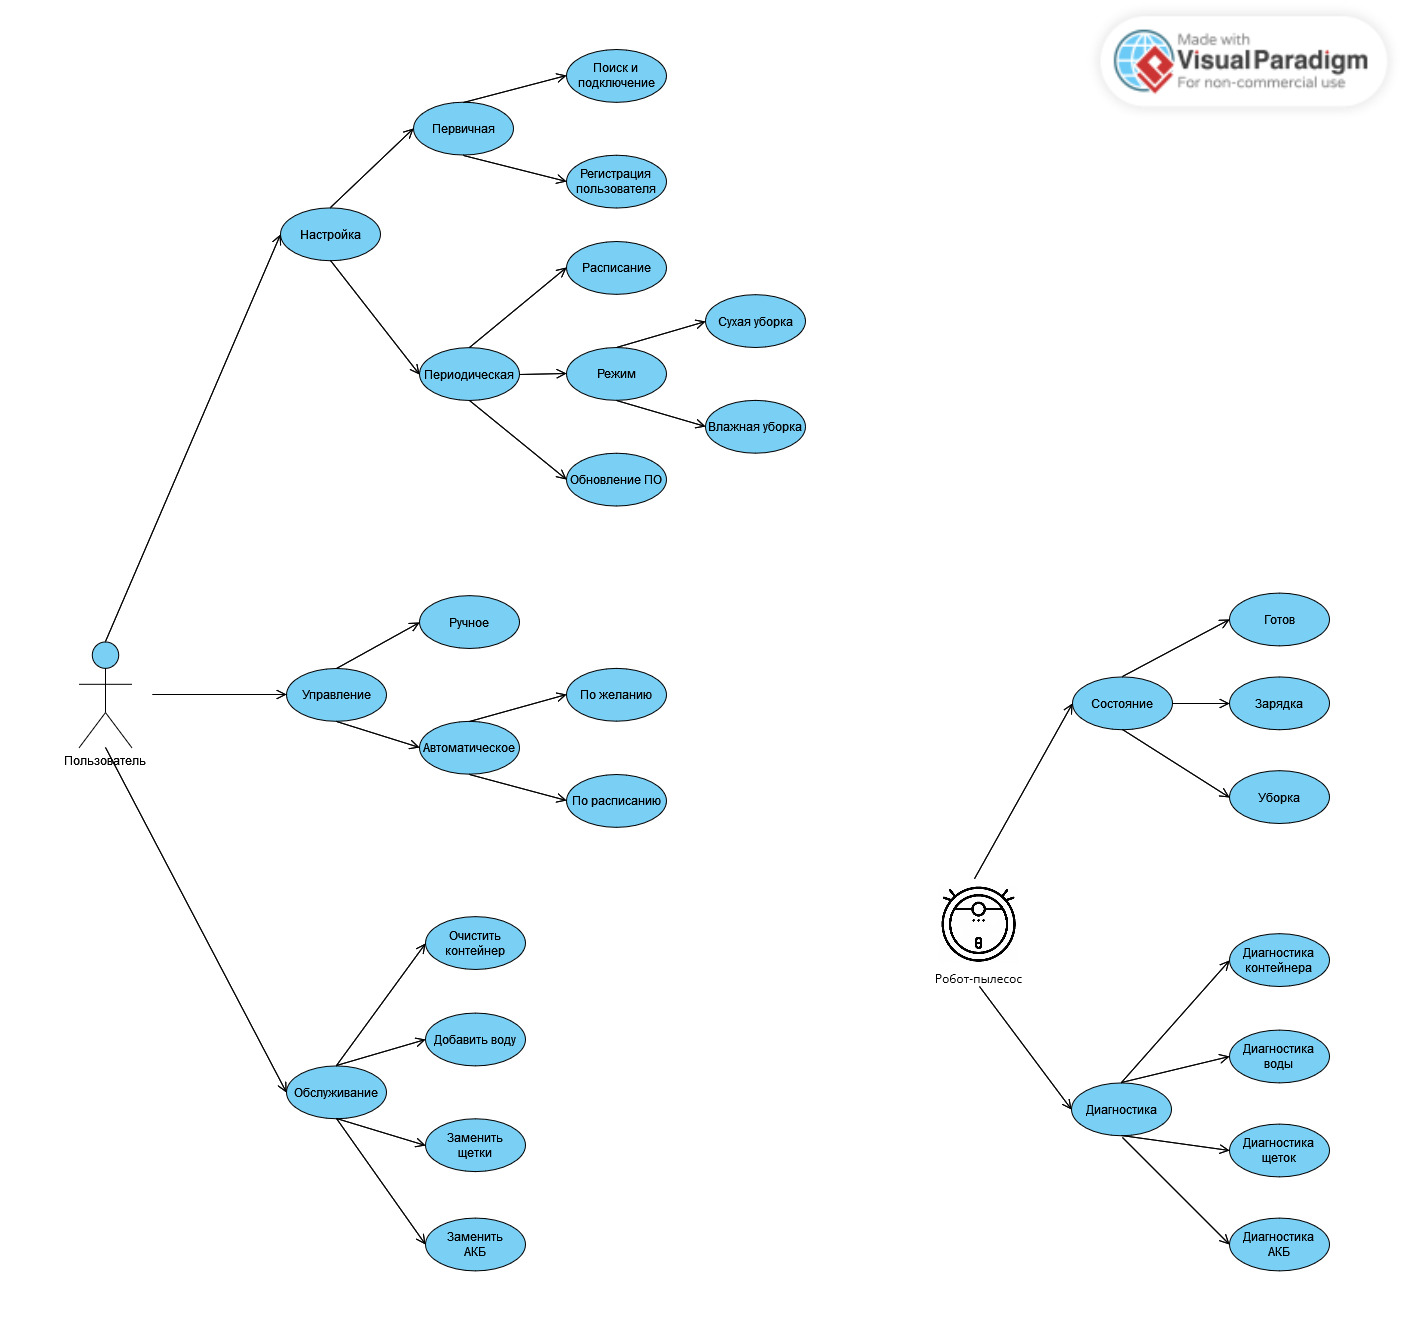 Made with
Visual Paradigm
For non-commercial use
Поиск и
подключение
Первичная
Регистрация
пользователя
Настройка
Расписание
Сухая уборка
Периодическая
Режим
Влажная уборка
Обновление ПО
Ручное
Управление
По желанию
Автоматическое
По расписанию
Пользователь
Очистить
контейнер
Добавить воду
Обслуживание
Заменить
щетки
Заменить
АКБ
Готов
Состояние
Зарядка
Уборка
Робот-пылесос
Диагностика
контейнера
Диагностика
воды
Диагностика
Диагностика
щеток
Диагностика
АКБ